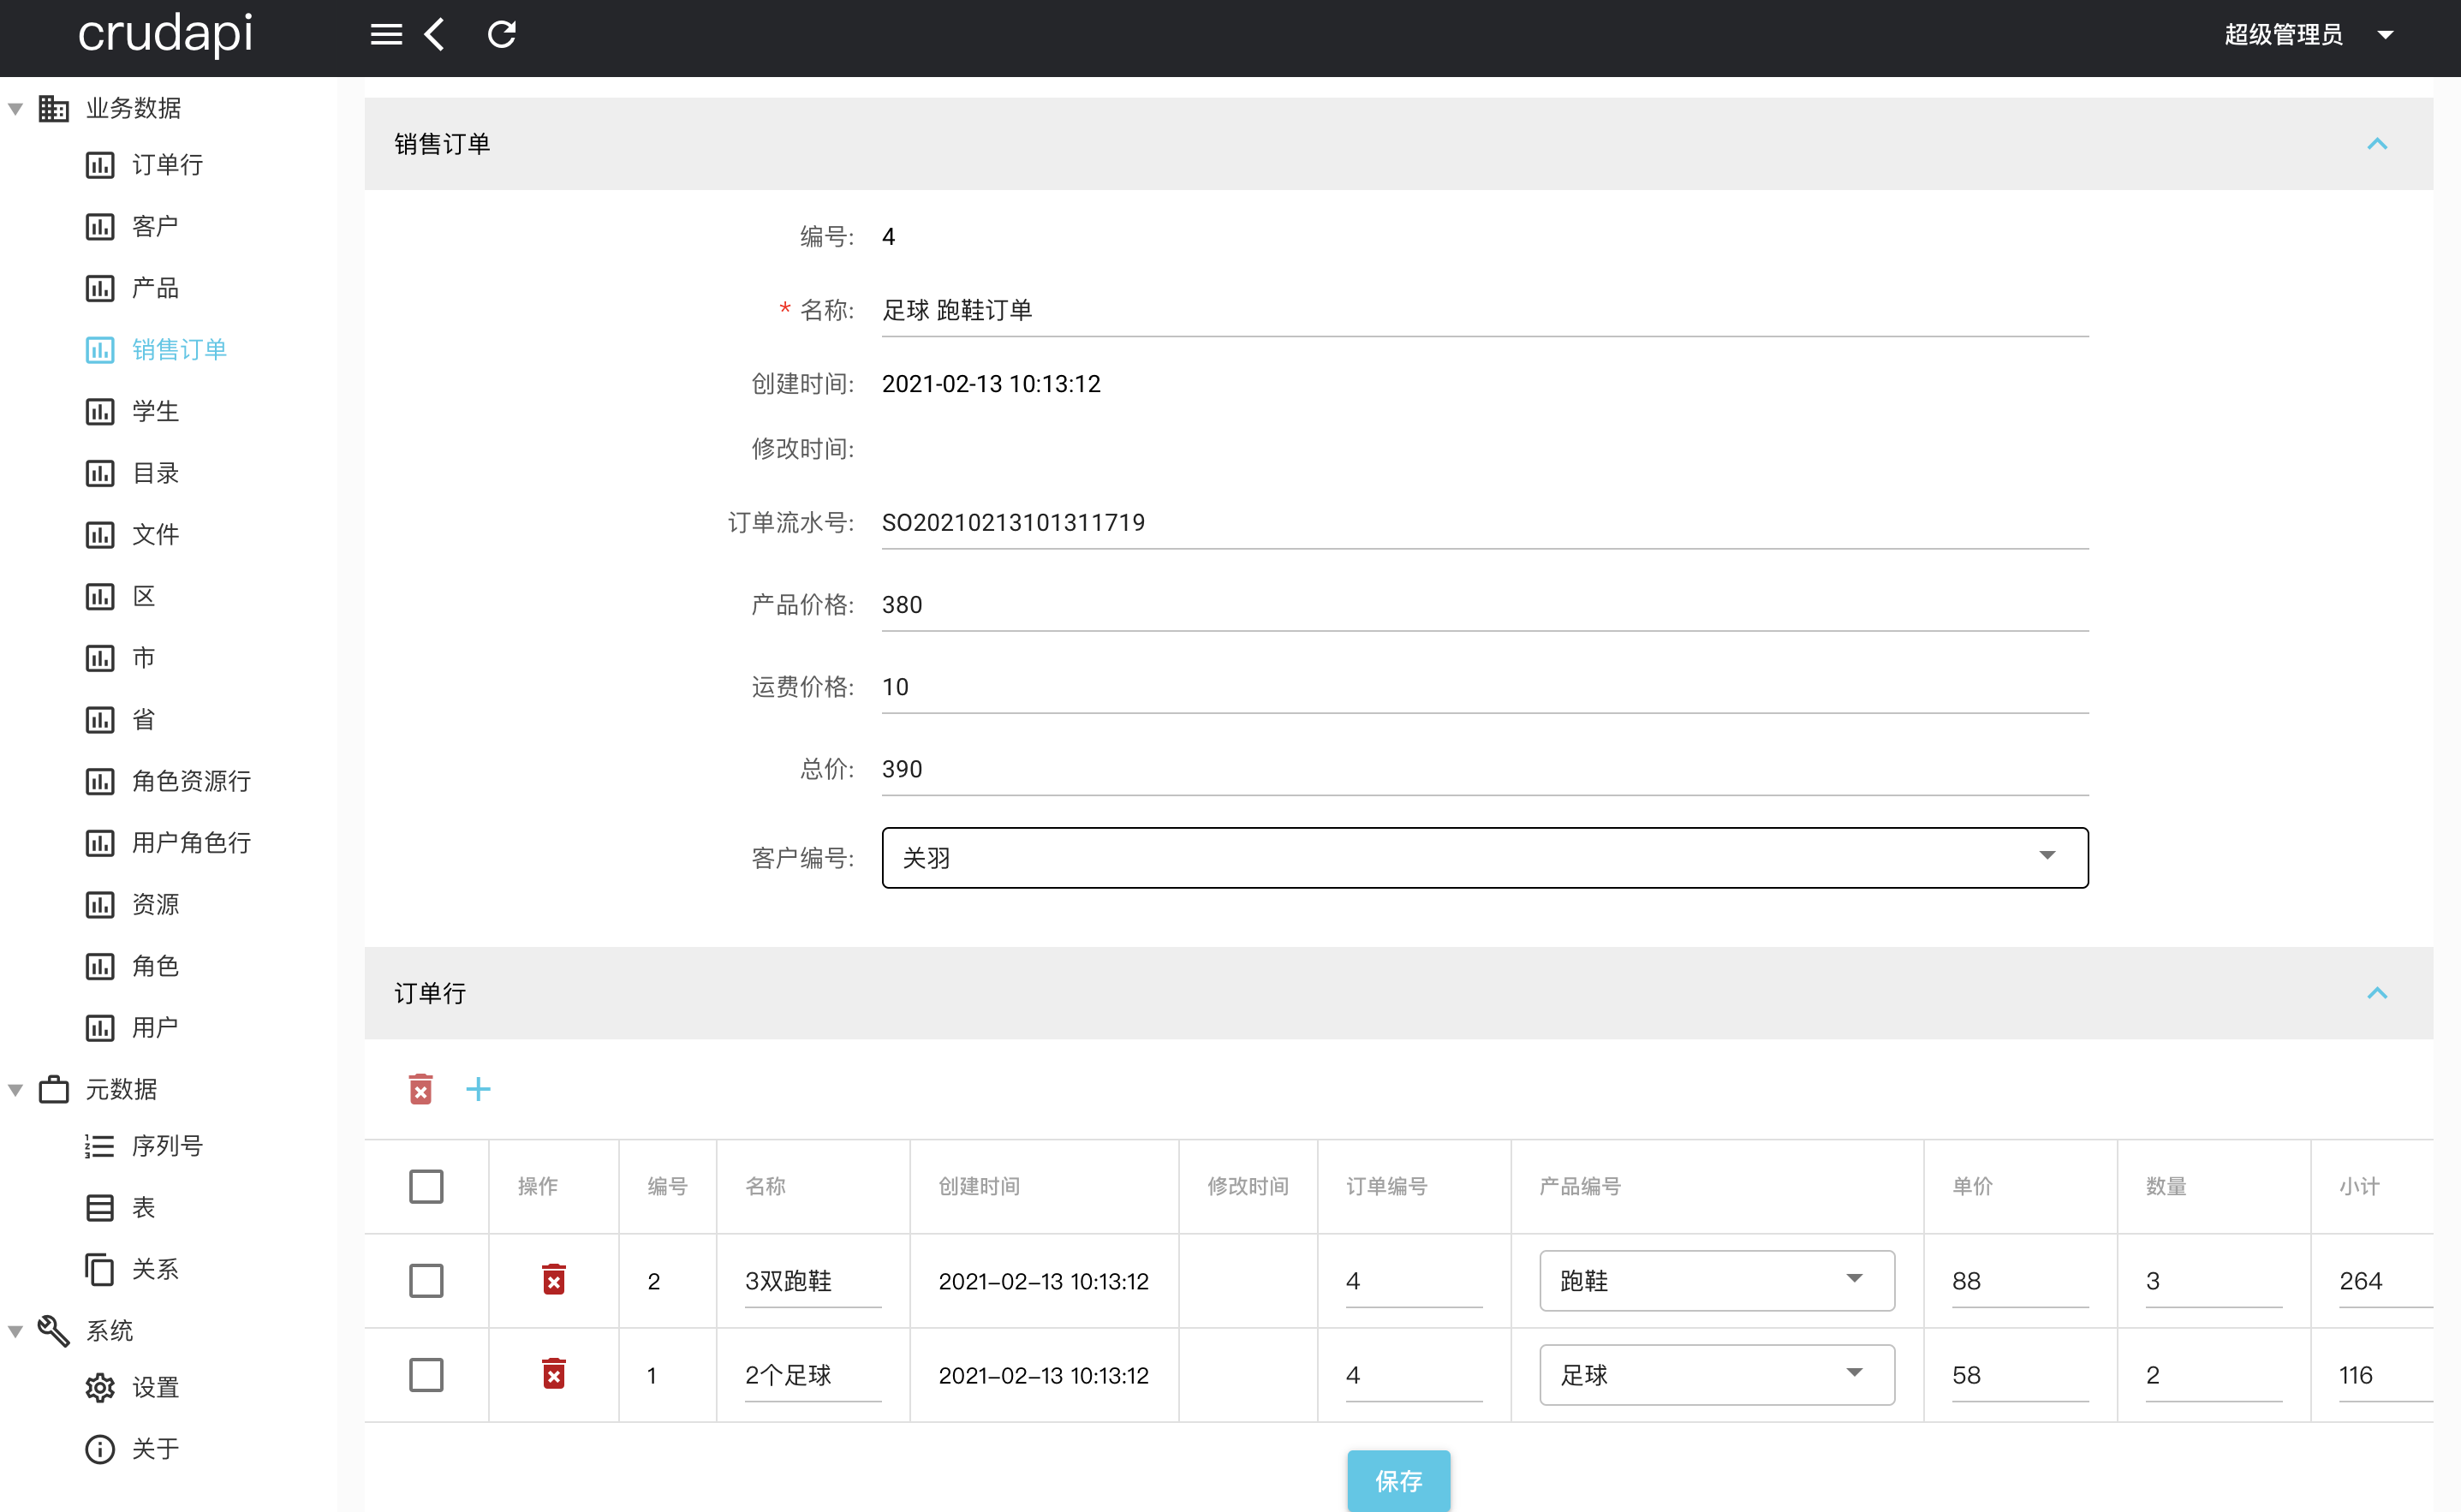 crudapi
超级管理员
业务数据
订单行
客户
产品
销售订单
学生
目录
文件
区
市
省
角色资源行
用户角色行
资源
角色
用户
元数据
序列号
表
关系
系统
设置
关于
销售订单
编号: 4
* 名称: 足球 跑鞋订单
创建时间: 2021-02-13 10:13:12
修改时间:
订单流水号: SO20210213101311719
产品价格: 380
运费价格: 10
总价: 390
客户编号: 关羽
订单行
操作 编号 名称 创建时间 修改时间 订单编号 产品编号 单价 数量 小计
2 3双跑鞋 2021-02-13 10:13:12 4 跑鞋 88 3 264
1 2个足球 2021-02-13 10:13:12 4 足球 58 2 116
保存